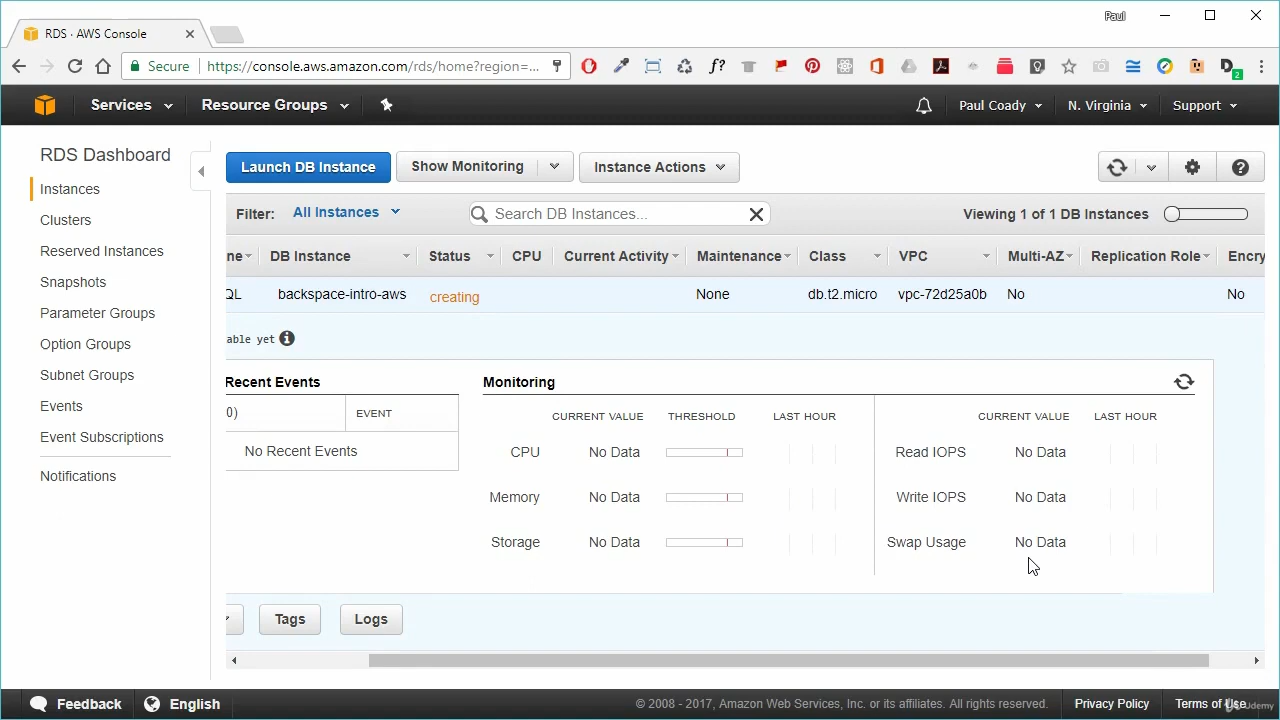 Paul
RDS · AWS Console
Secure https://console.aws.amazon.com/rds/home?region=...
f?
2
Services Resource Groups Paul Coady N. Virginia Support
RDS Dashboard
Instances
Clusters
Reserved Instances
Snapshots
Parameter Groups
Option Groups
Subnet Groups
Events
Event Subscriptions
Notifications
Launch DB Instance Show Monitoring Instance Actions
Filter: All Instances Search DB Instances... Viewing 1 of 1 DB Instances
ne DB Instance Status CPU Current Activity Maintenance Class VPC Multi-AZ Replication Role Encry
QL backspace-intro-aws creating None db.t2.micro vpc-72d25a0b No No
able yet
Recent Events
0) EVENT
No Recent Events
Monitoring
CURRENT VALUE THRESHOLD LAST HOUR CURRENT VALUE LAST HOUR
CPU No Data Read IOPS No Data
Memory No Data Write IOPS No Data
Storage No Data Swap Usage No Data
Tags Logs
Feedback English © 2008 - 2017, Amazon Web Services, Inc. or its affiliates. All rights reserved. Privacy Policy Terms of Use
Udemy